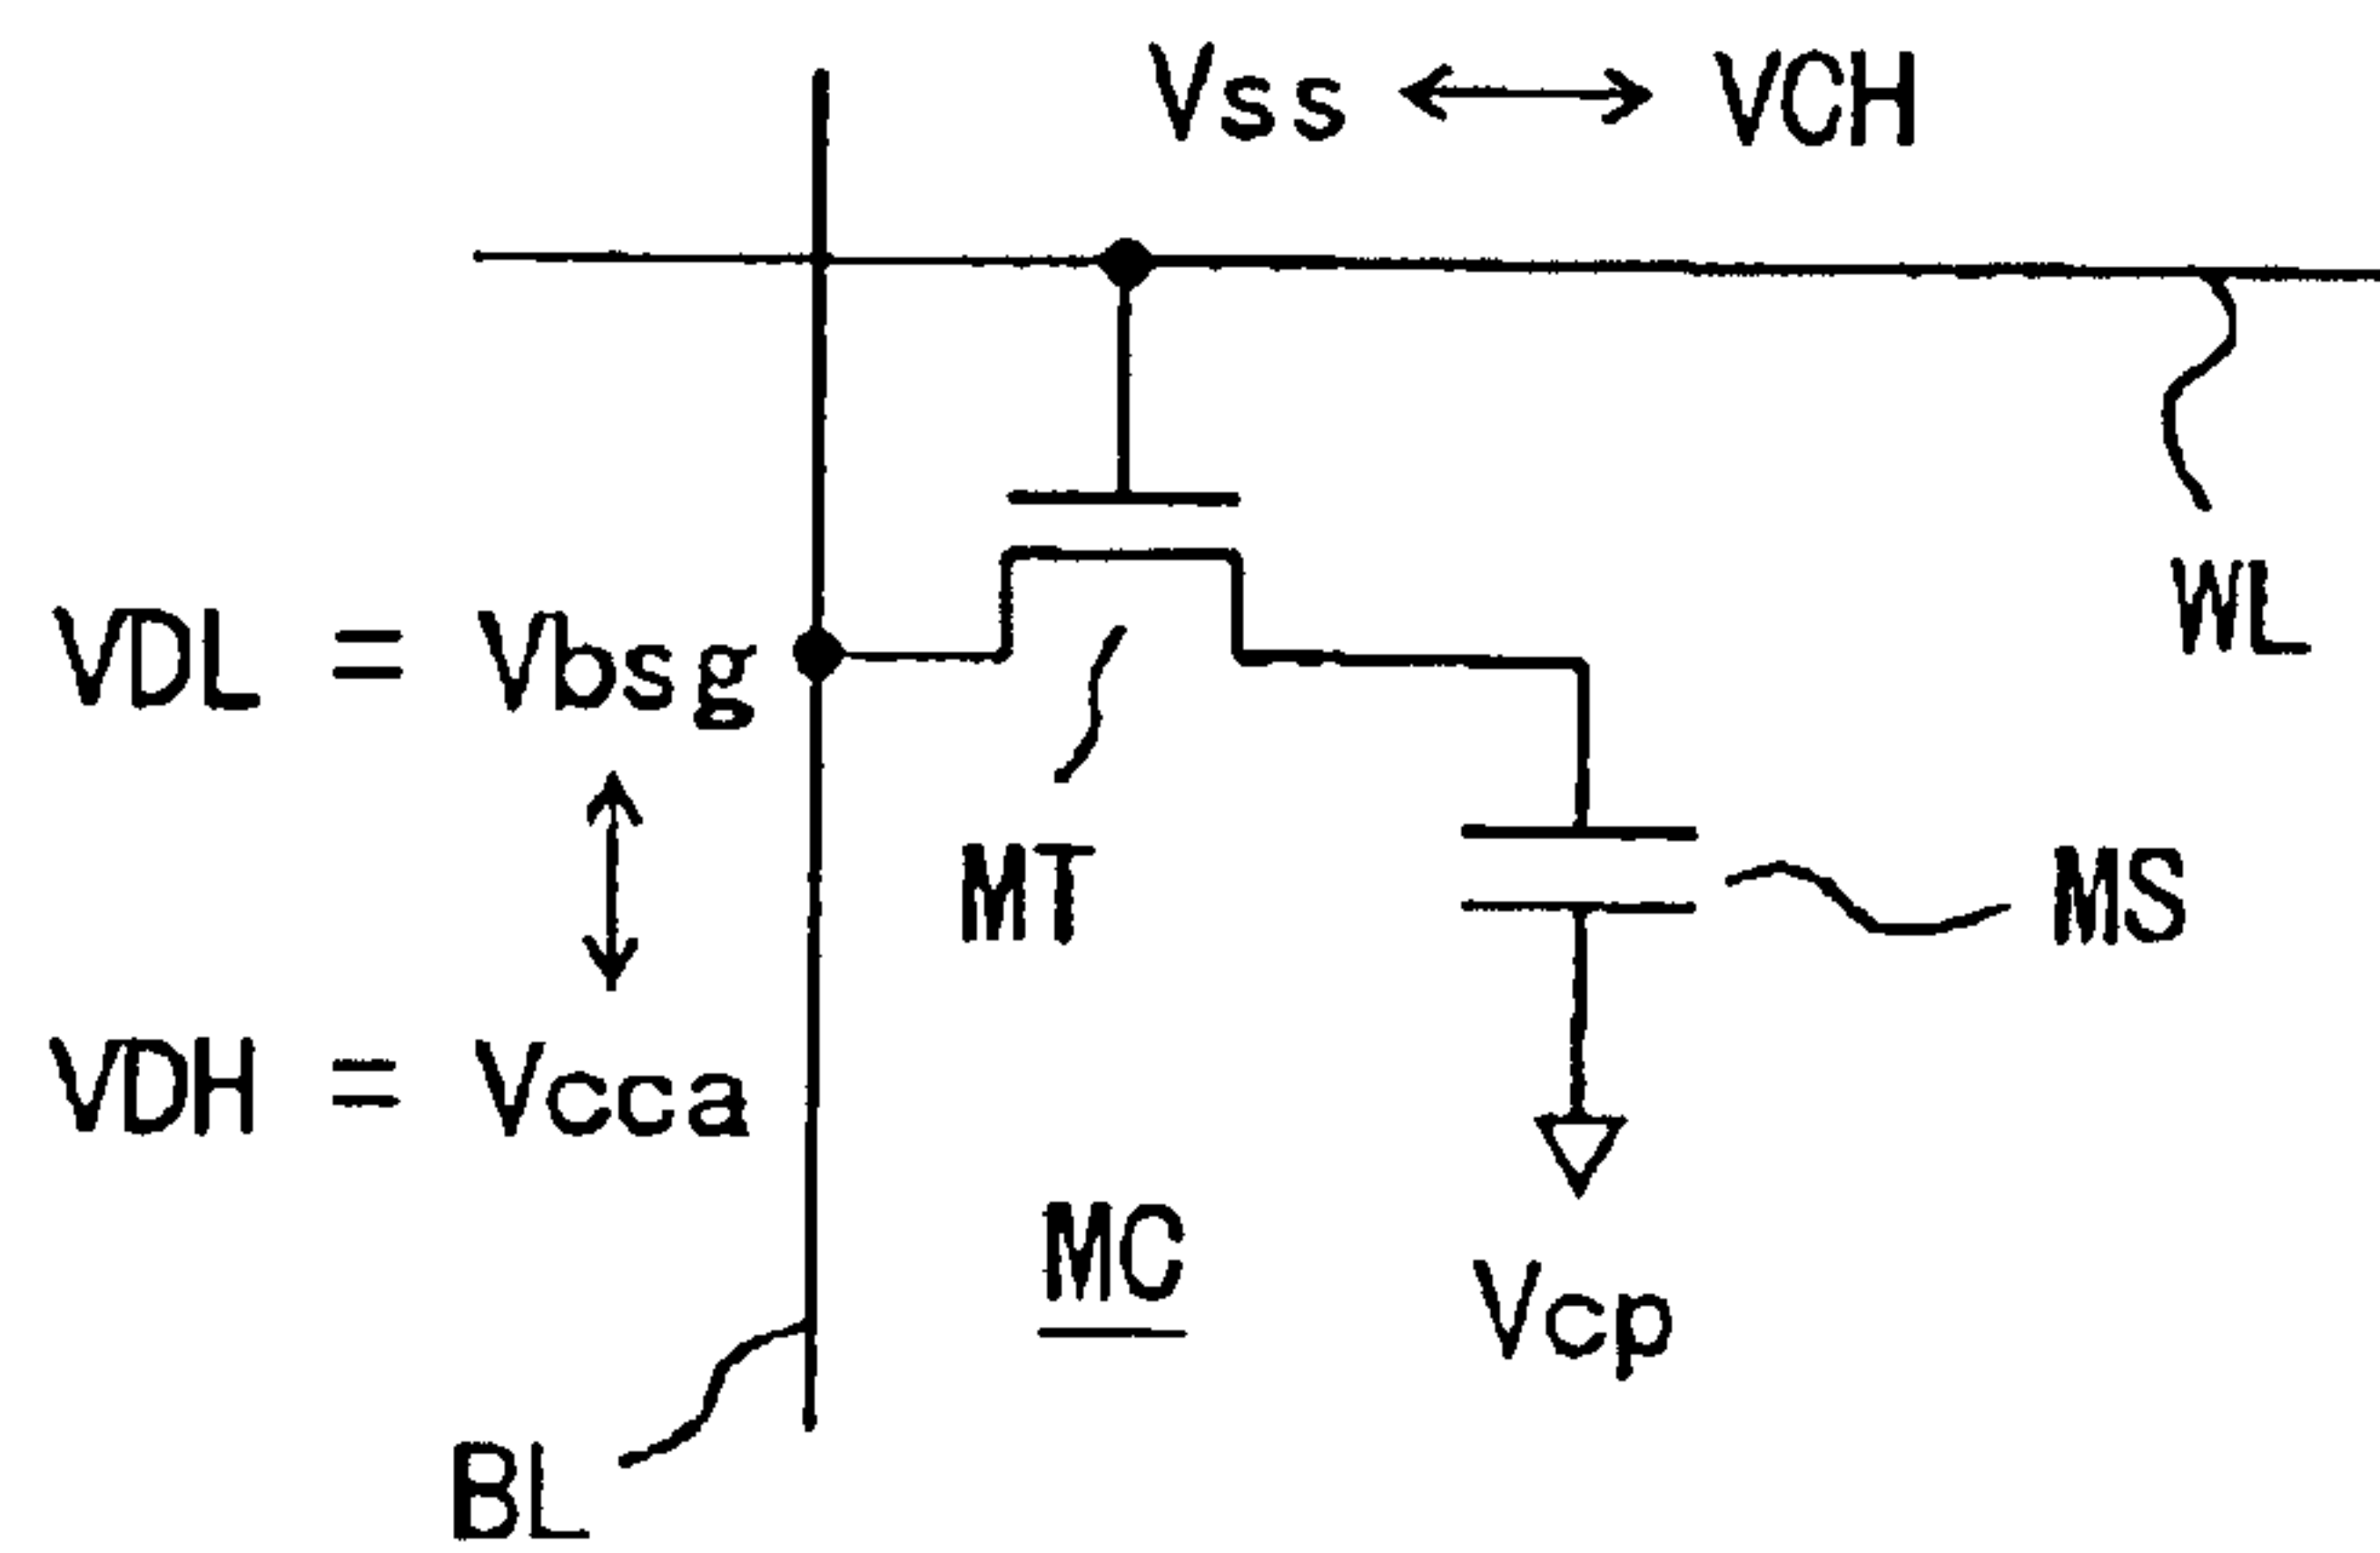 Vss ↔ VCH
WL
VDL = Vbsg
↕
VDH = Vcca
MT
MS
MC
Vcp
BL